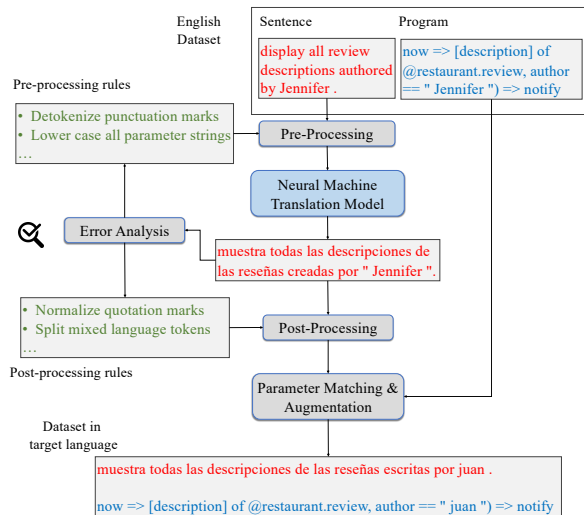 English
Dataset
Sentence
Program
display all review
descriptions authored
by Jennifer .
now => [description] of
@restaurant.review, author
== " Jennifer ") => notify
Pre-processing rules
• Detokenize punctuation marks
• Lower case all parameter strings
…
Pre-Processing
Neural Machine
Translation Model
Error Analysis
muestra todas las descripciones de
las reseñas creadas por " Jennifer ".
• Normalize quotation marks
• Split mixed language tokens
…
Post-processing rules
Post-Processing
Parameter Matching &
Augmentation
Dataset in
target language
muestra todas las descripciones de las reseñas escritas por juan .
now => [description] of @restaurant.review, author == " juan ") => notify